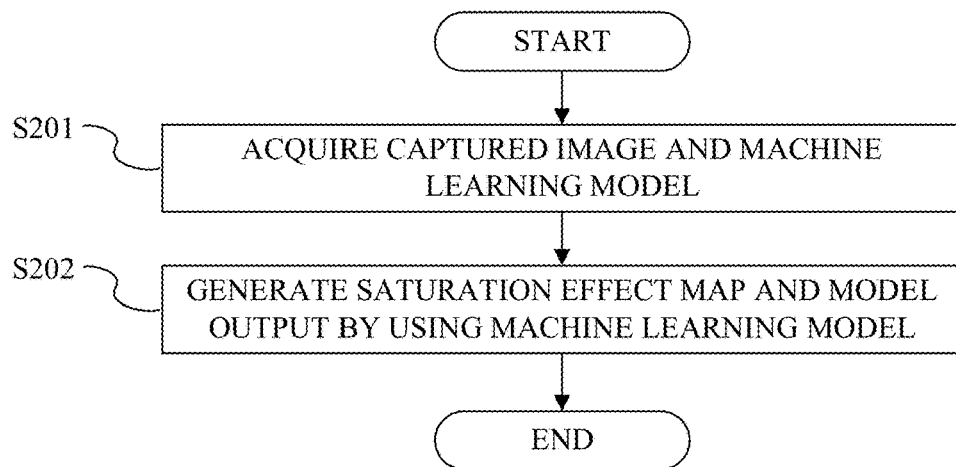 START
S201
ACQUIRE CAPTURED IMAGE AND MACHINE
LEARNING MODEL
S202
GENERATE SATURATION EFFECT MAP AND MODEL
OUTPUT BY USING MACHINE LEARNING MODEL
END